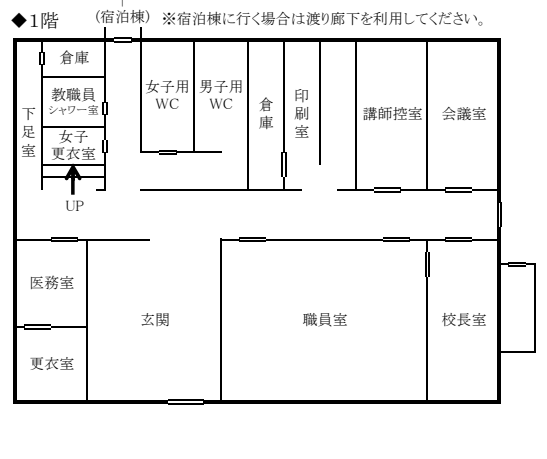 ◆1階
(宿泊棟) ※宿泊棟に行く場合は渡り廊下を利用してください。
倉庫
教職員
シャワー室
女子
更衣室
下足室
UP
女子用
WC
男子用
WC
倉庫
印刷室
講師控室
会議室
医務室
更衣室
玄関
職員室
校長室